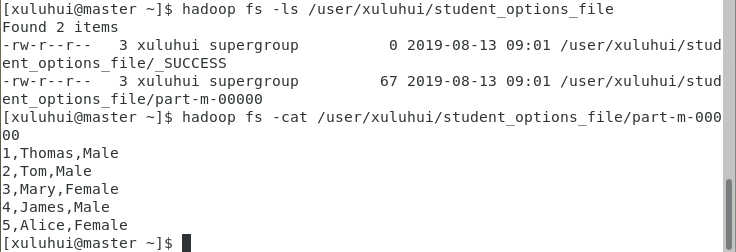 [xuluhui@master ~]$ hadoop fs -ls /user/xuluhui/student_options_file
Found 2 items
-rw-r--r--   3 xuluhui supergroup          0 2019-08-13 09:01 /user/xuluhui/stud
ent_options_file/_SUCCESS
-rw-r--r--   3 xuluhui supergroup         67 2019-08-13 09:01 /user/xuluhui/stud
ent_options_file/part-m-00000
[xuluhui@master ~]$ hadoop fs -cat /user/xuluhui/student_options_file/part-m-000
00
1,Thomas,Male
2,Tom,Male
3,Mary,Female
4,James,Male
5,Alice,Female
[xuluhui@master ~]$